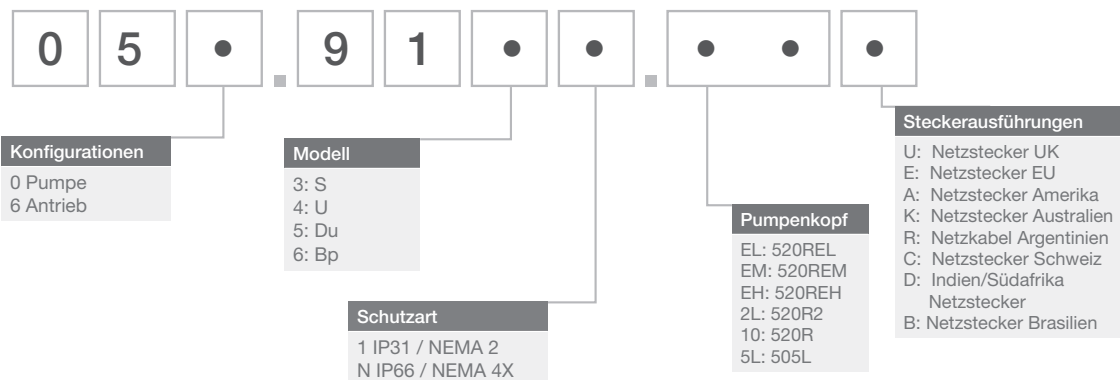 0 5 • . 9 1 • • . • • •
Konfigurationen
0 Pumpe
6 Antrieb
Modell
3: S
4: U
5: Du
6: Bp
Schutzart
1 IP31 / NEMA 2
N IP66 / NEMA 4X
Pumpenkopf
EL: 520REL
EM: 520REM
EH: 520REH
2L: 520R2
10: 520R
5L: 505L
Steckerausführungen
U: Netzstecker UK
E: Netzstecker EU
A: Netzstecker Amerika
K: Netzstecker Australien
R: Netzkabel Argentinien
C: Netzstecker Schweiz
D: Indien/Südafrika
Netzstecker
B: Netzstecker Brasilien